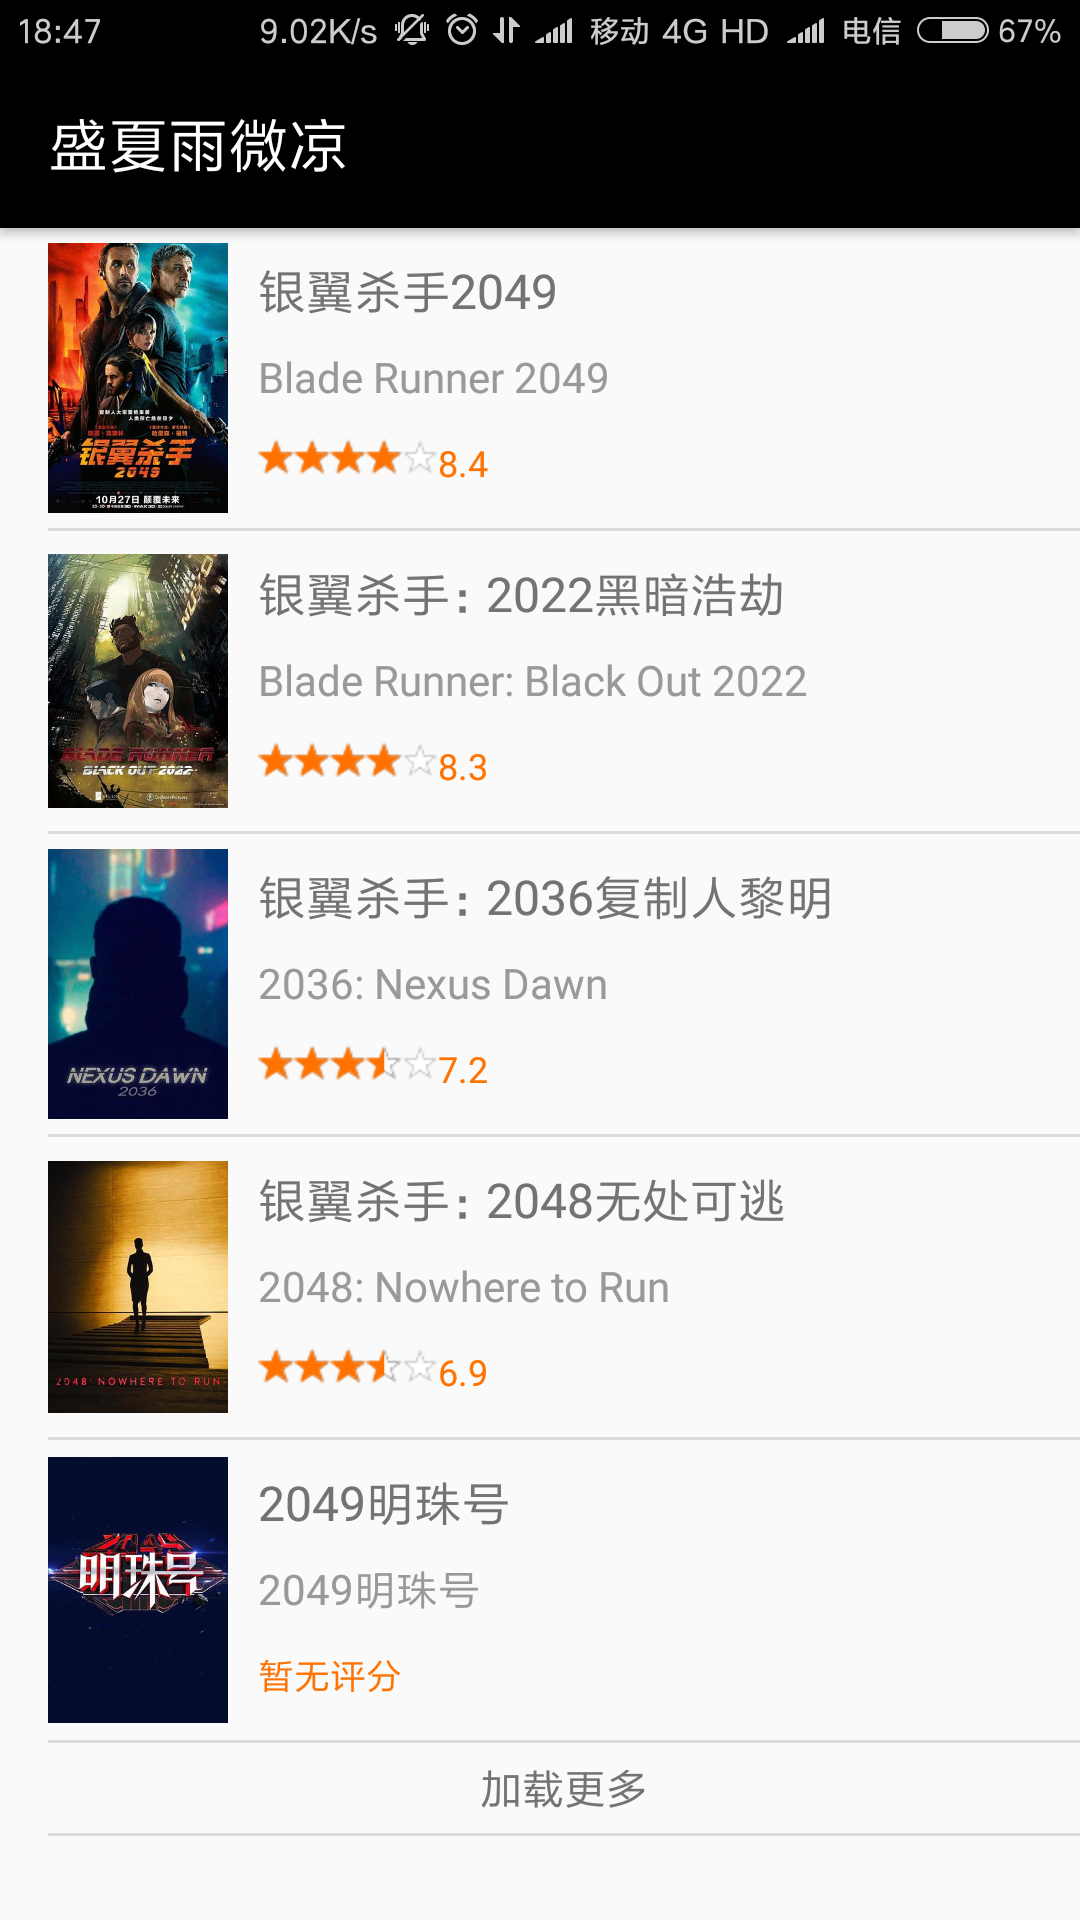 18:47 9.02K/s 移动 4G HD 电信 67%
盛夏雨微凉
银翼杀手2049
Blade Runner 2049
8.4
银翼杀手
2049
10月27日 颠覆未来
银翼杀手: 2022黑暗浩劫
Blade Runner: Black Out 2022
8.3
BLADE RUNNER
BLACK OUT 2022
银翼杀手: 2036复制人黎明
2036: Nexus Dawn
7.2
NEXUS DAWN
2036
银翼杀手: 2048无处可逃
2048: Nowhere to Run
6.9
2048: NOWHERE TO RUN
2049明珠号
2049明珠号
暂无评分
明珠号
加载更多